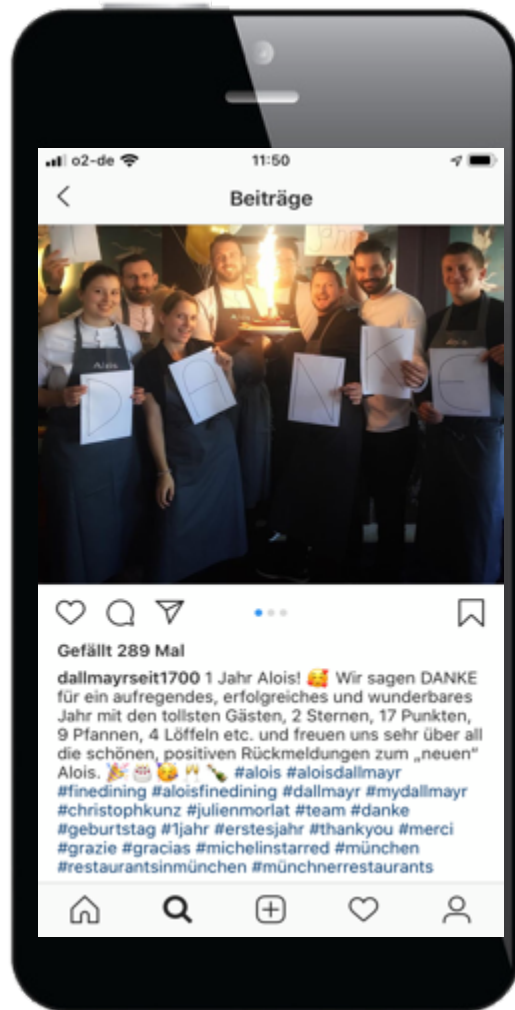 o2-de 11:50
Beiträge
Alois
Alois
D A N K E
Gefällt 289 Mal
dallmayrseit1700 1 Jahr Alois! 🥰 Wir sagen DANKE
für ein aufregendes, erfolgreiches und wunderbares
Jahr mit den tollsten Gästen, 2 Sternen, 17 Punkten,
9 Pfannen, 4 Löffeln etc. und freuen uns sehr über all
die schönen, positiven Rückmeldungen zum „neuen“
Alois. 🎉🎂🥳🥂🍾 #alois #aloisdallmayr
#finedining #aloisfinedining #dallmayr #mydallmayr
#christophkunz #julienmorlat #team #danke
#geburtstag #1jahr #erstesjahr #thankyou #merci
#grazie #gracias #michelinstarred #münchen
#restaurantsinmünchen #münchnerrestaurants